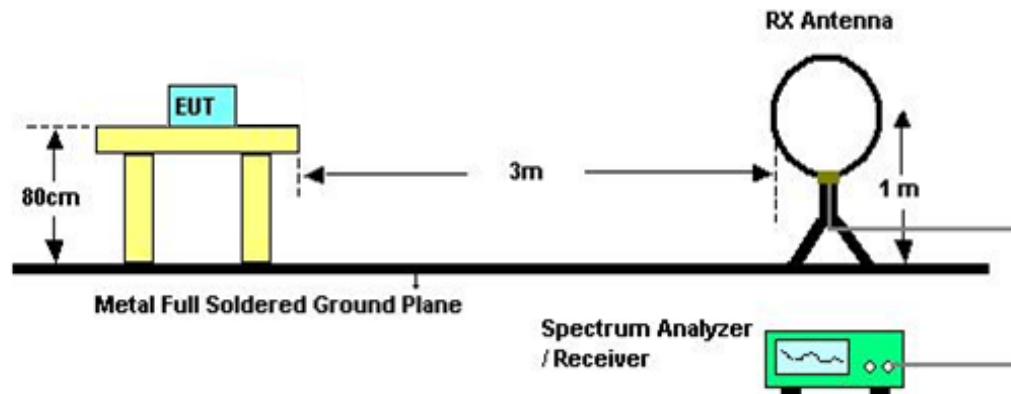 RX Antenna
EUT
3m
80cm
1 m
Metal Full Soldered Ground Plane
Spectrum Analyzer
/ Receiver